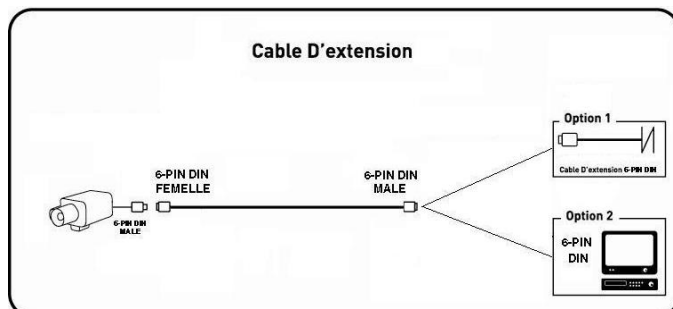 Cable D'extension
Option 1
Cable D'extension 6-PIN DIN
6-PIN DIN
FEMELLE
6-PIN DIN
MALE
6-PIN DIN
MALE
Option 2
6-PIN
DIN